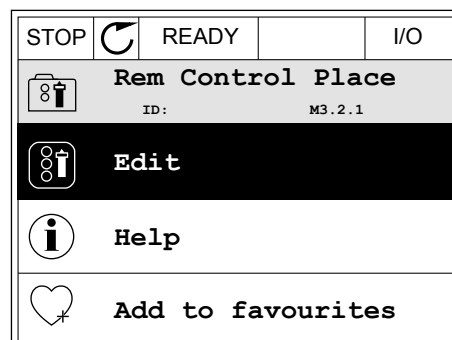 STOP READY I/O
Rem Control Place
ID: M3.2.1
Edit
Help
Add to favourites